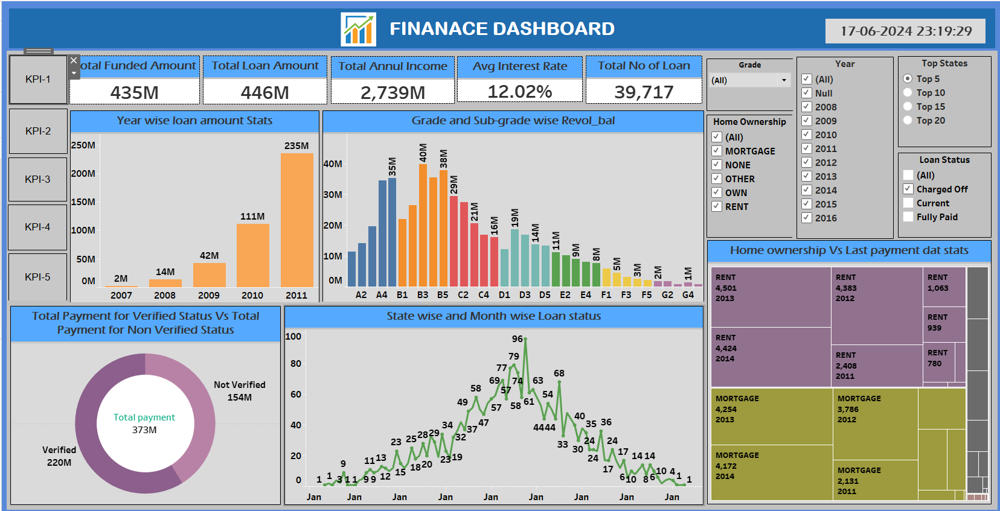 FINANACE DASHBOARD
17-06-2024 23:19:29
KPI-1
KPI-2
KPI-3
KPI-4
KPI-5
otal Funded Amount
435M
Total Loan Amount
446M
Total Annul Income
2,739M
Avg Interest Rate
12.02%
Total No of Loan
39,717
Grade
(All)
Home Ownership
(All)
MORTGAGE
NONE
OTHER
OWN
RENT
Year
(All)
Null
2008
2009
2010
2011
2012
2013
2014
2015
2016
Top States
Top 5
Top 10
Top 15
Top 20
Loan Status
(All)
Charged Off
Current
Fully Paid
Year wise loan amount Stats
250M
200M
150M
100M
50M
0M
2M
14M
42M
111M
235M
2007
2008
2009
2010
2011
Grade and Sub-grade wise Revol_bal
40M
30M
20M
10M
0M
35M
40M
38M
29M
21M
16M
19M
14M
11M
9M
8M
5M
3M
2M
1M
A2
A4
B1
B3
B5
C2
C4
D1
D3
D5
E2
E4
F1
F3
F5
G2
G4
Total Payment for Verified Status Vs Total
Payment for Non Verified Status
Not Verified
154M
Total payment
373M
Verified
220M
State wise and Month wise Loan status
100
80
60
40
20
0
1
1
3
9
1
1
9
11
9
13
12
23
15
25
18
28
20
29
34
23
19
32
49
37
58
47
57
69
77
57
79
74
58
96
61
63
44
54
44
68
33
40
30
35
24
24
36
17
24
17
6
10
14
8
14
6
10
4
1
1
Jan
Jan
Jan
Jan
Jan
Jan
Jan
Jan
Jan
Home ownership Vs Last payment dat stats
RENT
4,501
2013
RENT
4,424
2014
RENT
4,383
2012
RENT
2,408
2011
RENT
1,063
RENT
939
RENT
780
MORTGAGE
4,254
2013
MORTGAGE
4,172
2014
MORTGAGE
3,786
2012
MORTGAGE
2,131
2011